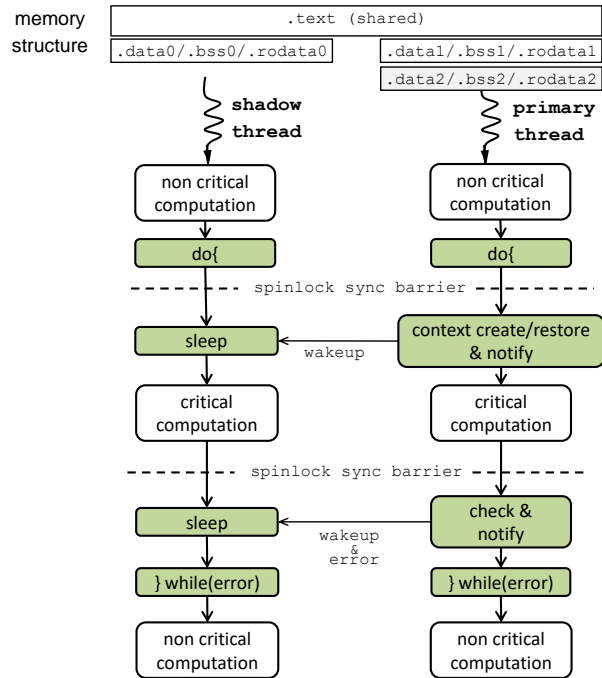 memory
structure
.text (shared)
.data0/.bss0/.rodata0
.data1/.bss1/.rodata1
.data2/.bss2/.rodata2
shadow
thread
primary
thread
non critical
computation
non critical
computation
do{
do{
spinlock sync barrier
sleep
wakeup
context create/restore
& notify
critical
computation
critical
computation
spinlock sync barrier
sleep
wakeup
&
error
check &
notify
} while(error)
} while(error)
non critical
computation
non critical
computation